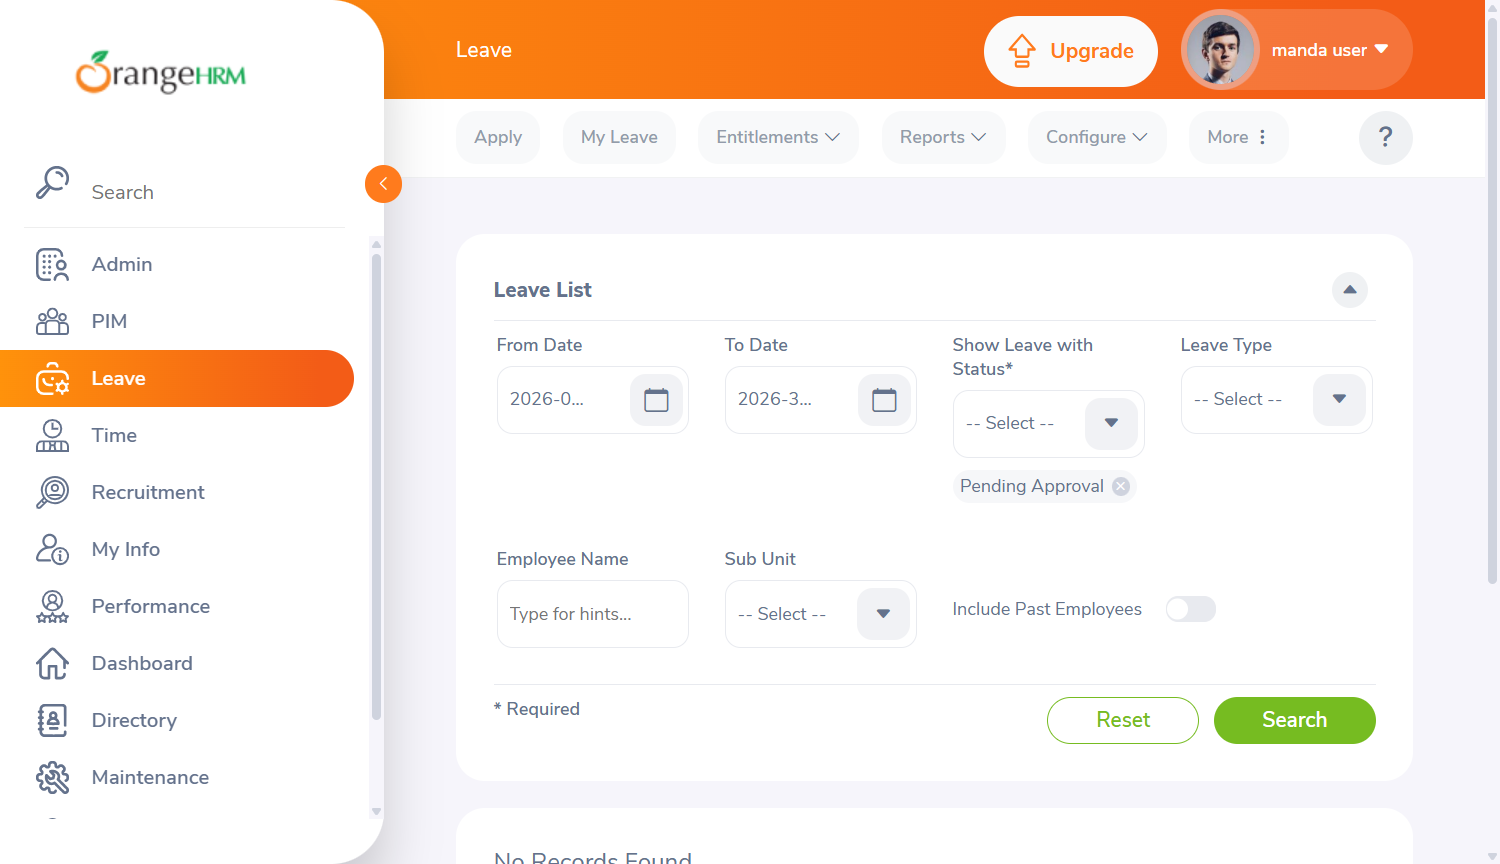 OrangeHRM
Search
Admin
PIM
Leave
Time
Recruitment
My Info
Performance
Dashboard
Directory
Maintenance
Leave
Upgrade
manda user
Apply
My Leave
Entitlements
Reports
Configure
More
?
Leave List
From Date
2026-0...
To Date
2026-3...
Show Leave with
Status*
-- Select --
Pending Approval
Leave Type
-- Select --
Employee Name
Type for hints...
Sub Unit
-- Select --
Include Past Employees
* Required
Reset
Search
No Records Found